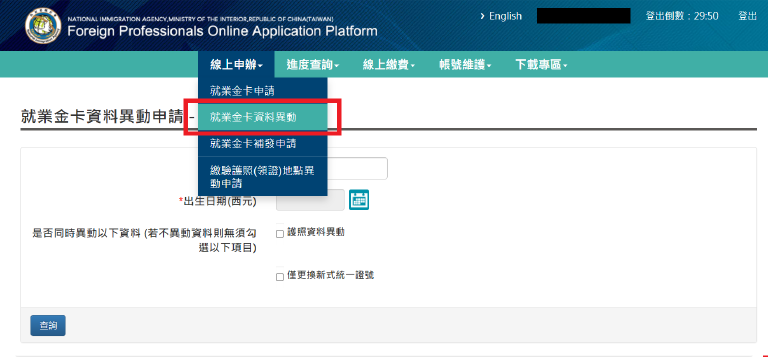 NATIONAL IMMIGRATION AGENCY,MINISTRY OF THE INTERIOR,REPUBLIC OF CHINA(TAIWAN)
Foreign Professionals Online Application Platform
English 登出倒數：29:50 登出
線上申辦 進度查詢 線上繳費 帳號維護 下載專區
就業金卡申請
就業金卡資料異動申請 -
就業金卡資料異動
就業金卡補發申請
繳驗護照(領證)地點異
動申請
*出生日期(西元)
是否同時異動以下資料 (若不異動資料則無須勾
選以下項目)
護照資料異動
僅更換新式統一證號
查詢